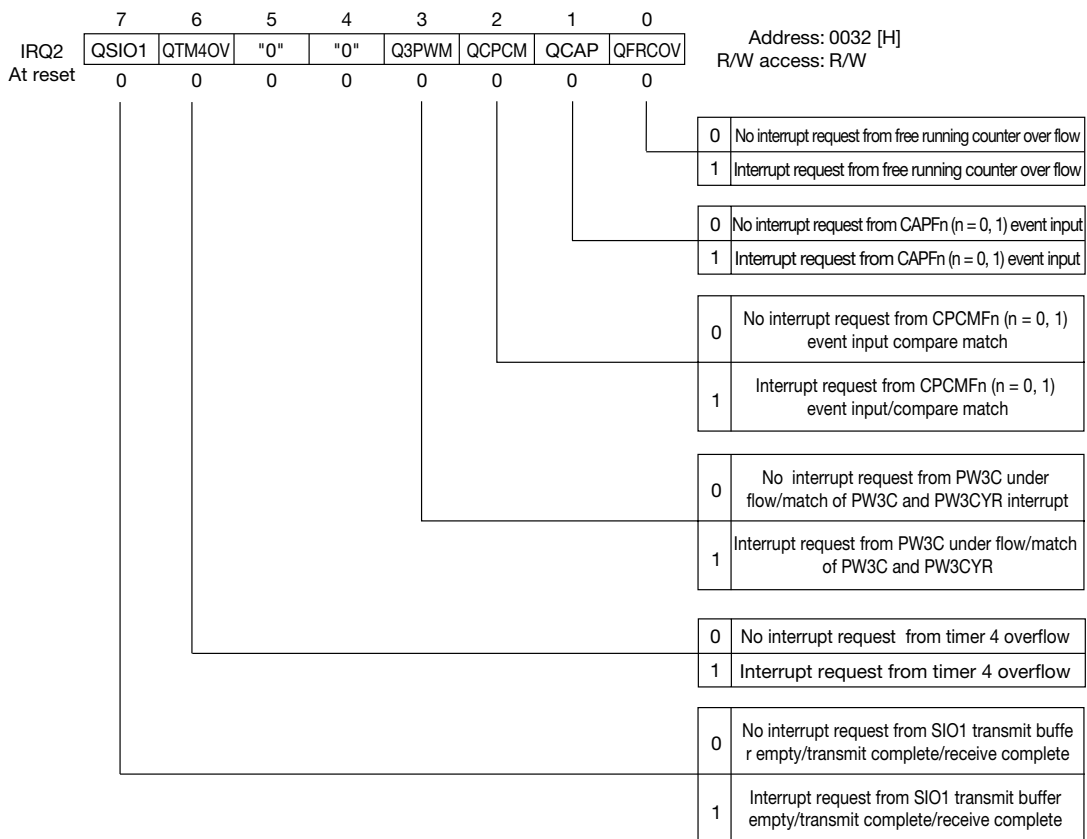 7 6 5 4 3 2 1 0
IRQ2 QSIO1 QTM4OV "0" "0" Q3PWM QCPCM QCAP QFRCOV
At reset 0 0 0 0 0 0 0 0
Address: 0032 [H]
R/W access: R/W
0 No interrupt request from free running counter over flow
1 Interrupt request from free running counter over flow
0 No interrupt request from CAPFn (n = 0, 1) event input
1 Interrupt request from CAPFn (n = 0, 1) event input
0 No interrupt request from CPCMFn (n = 0, 1)
event input compare match
1 Interrupt request from CPCMFn (n = 0, 1)
event input/compare match
0 No interrupt request from PW3C under
flow/match of PW3C and PW3CYR interrupt
1 Interrupt request from PW3C under flow/match
of PW3C and PW3CYR
0 No interrupt request from timer 4 overflow
1 Interrupt request from timer 4 overflow
0 No interrupt request from SIO1 transmit buffe
r empty/transmit complete/receive complete
1 Interrupt request from SIO1 transmit buffer
empty/transmit complete/receive complete